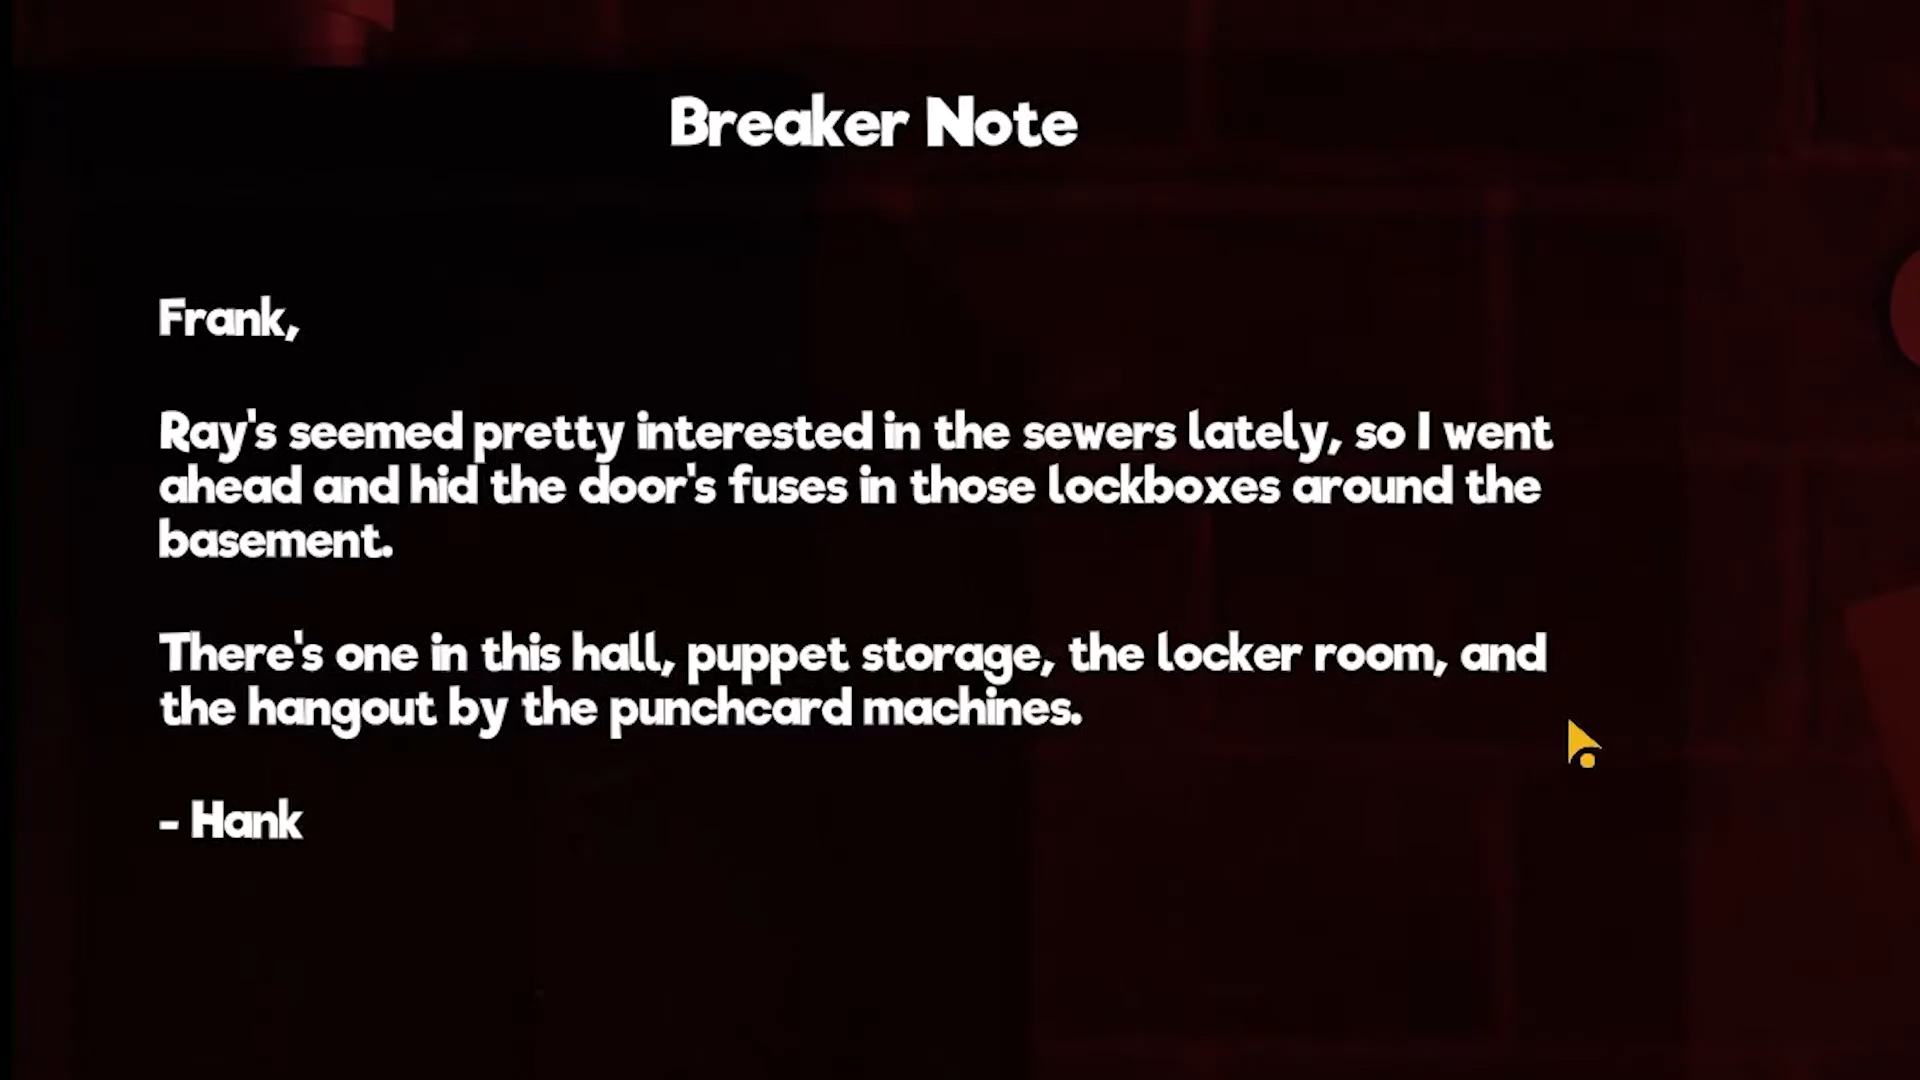 Breaker Note
Frank,
Ray's seemed pretty interested in the sewers lately, so I went
ahead and hid the door's fuses in those lockboxes around the
basement.
There's one in this hall, puppet storage, the locker room, and
the hangout by the punchcard machines.
- Hank